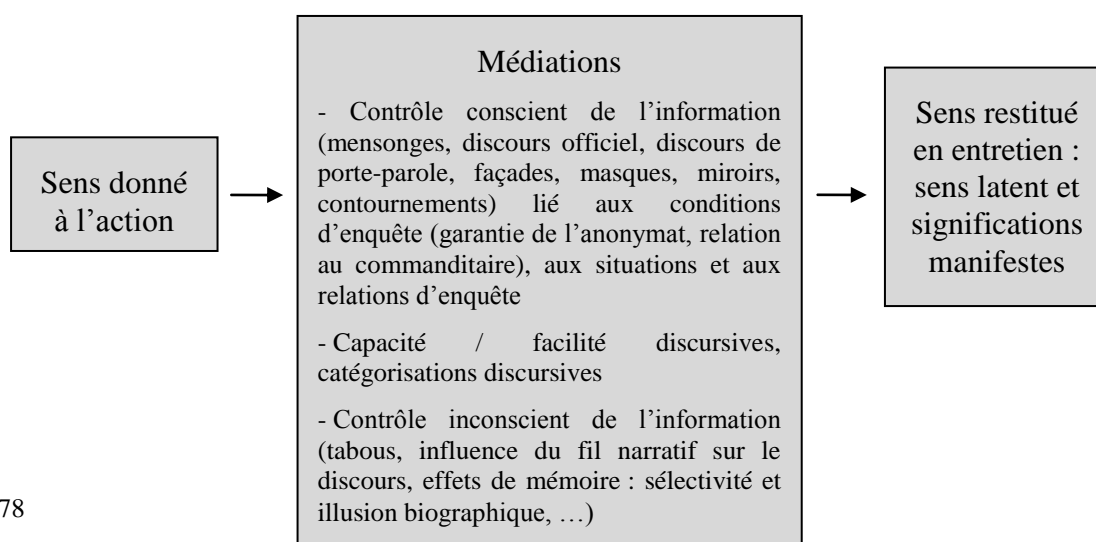 Sens donné
à l’action
Médiations
- Contrôle conscient de l’information
(mensonges, discours officiel, discours de
porte-parole, façades, masques, miroirs,
contournements) lié aux conditions
d’enquête (garantie de l’anonymat, relation
au commanditaire), aux situations et aux
relations d’enquête
- Capacité / facilité discursives,
catégorisations discursives
- Contrôle inconscient de l’information
(tabous, influence du fil narratif sur le
discours, effets de mémoire : sélectivité et
illusion biographique, …)
Sens restitué
en entretien :
sens latent et
significations
manifestes
78